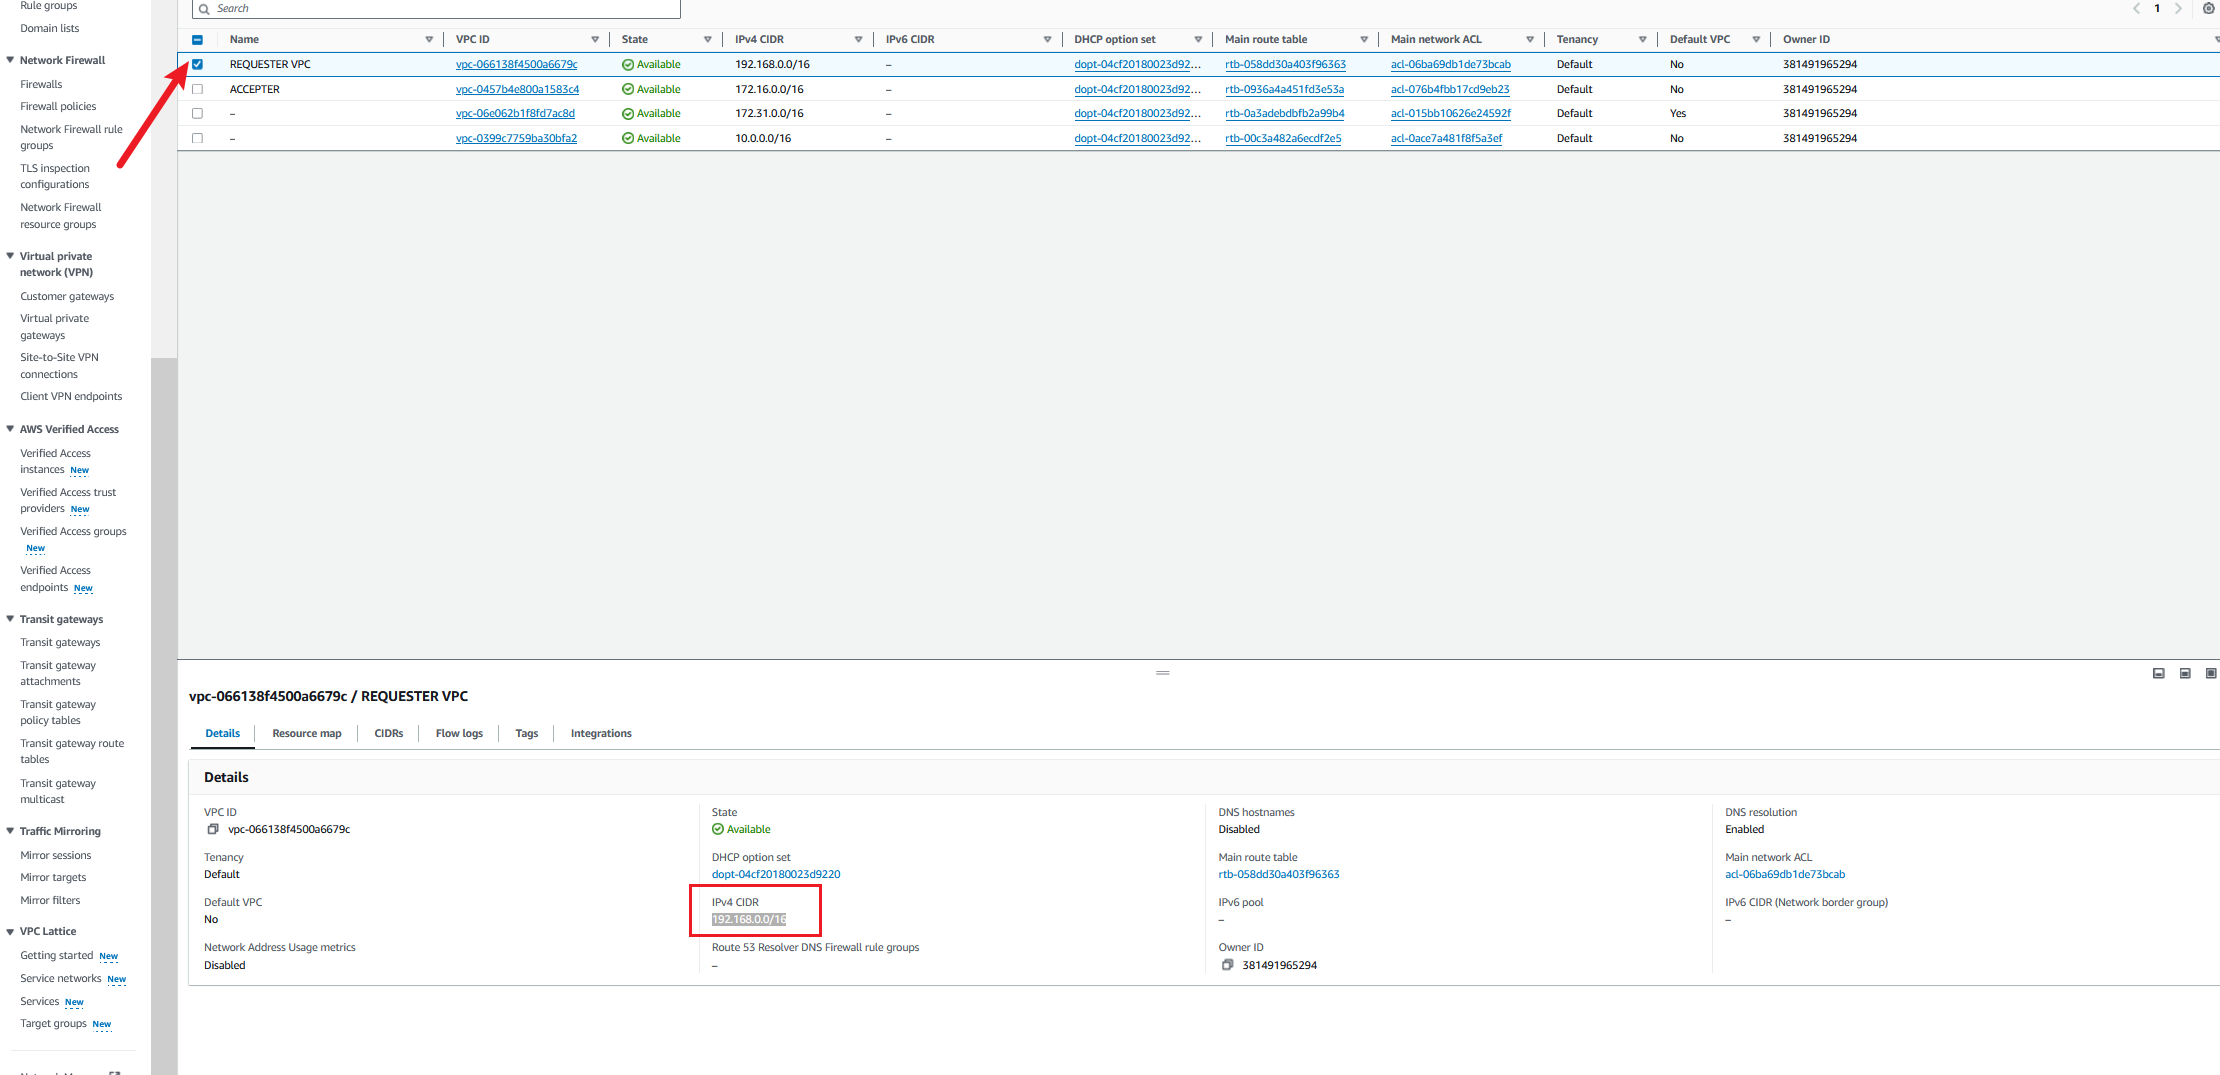 Rule groups
Domain lists
Network Firewall
Firewalls
Firewall policies
Network Firewall rule
groups
TLS inspection
configurations
Network Firewall
resource groups
Virtual private
network (VPN)
Customer gateways
Virtual private
gateways
Site-to-Site VPN
connections
Client VPN endpoints
AWS Verified Access
Verified Access
instances New
Verified Access trust
providers New
Verified Access groups
New
Verified Access
endpoints New
Transit gateways
Transit gateways
Transit gateway
attachments
Transit gateway
policy tables
Transit gateway route
tables
Transit gateway
multicast
Traffic Mirroring
Mirror sessions
Mirror targets
Mirror filters
VPC Lattice
Getting started New
Service networks New
Services New
Target groups New
Search
1
Name VPC ID State IPv4 CIDR IPv6 CIDR DHCP option set Main route table Main network ACL Tenancy Default VPC Owner ID
REQUESTER VPC vpc-066138f4500a6679c Available 192.168.0.0/16 – dopt-04cf20180023d92... rtb-058dd30a403f96363 acl-06ba69db1de73bcab Default No 381491965294
ACCEPTER vpc-0457b4e800a1583c4 Available 172.16.0.0/16 – dopt-04cf20180023d92... rtb-0936a4a451fd3e53a acl-076b4fbb17cd9eb23 Default No 381491965294
– vpc-06e062b1f8fd7ac8d Available 172.31.0.0/16 – dopt-04cf20180023d92... rtb-0a3adebdbfb2a99b4 acl-015bb10626e24592f Default Yes 381491965294
– vpc-0399c7759ba30bfa2 Available 10.0.0.0/16 – dopt-04cf20180023d92... rtb-00c3a482a6ecdf2e5 acl-0ace7a481f8f5a3ef Default No 381491965294
vpc-066138f4500a6679c / REQUESTER VPC
Details Resource map CIDRs Flow logs Tags Integrations
Details
VPC ID
vpc-066138f4500a6679c
State
Available
DNS hostnames
Disabled
DNS resolution
Enabled
Tenancy
Default
DHCP option set
dopt-04cf20180023d9220
Main route table
rtb-058dd30a403f96363
Main network ACL
acl-06ba69db1de73bcab
Default VPC
No
IPv4 CIDR
192.168.0.0/16
IPv6 pool
–
IPv6 CIDR (Network border group)
–
Network Address Usage metrics
Disabled
Route 53 Resolver DNS Firewall rule groups
–
Owner ID
381491965294